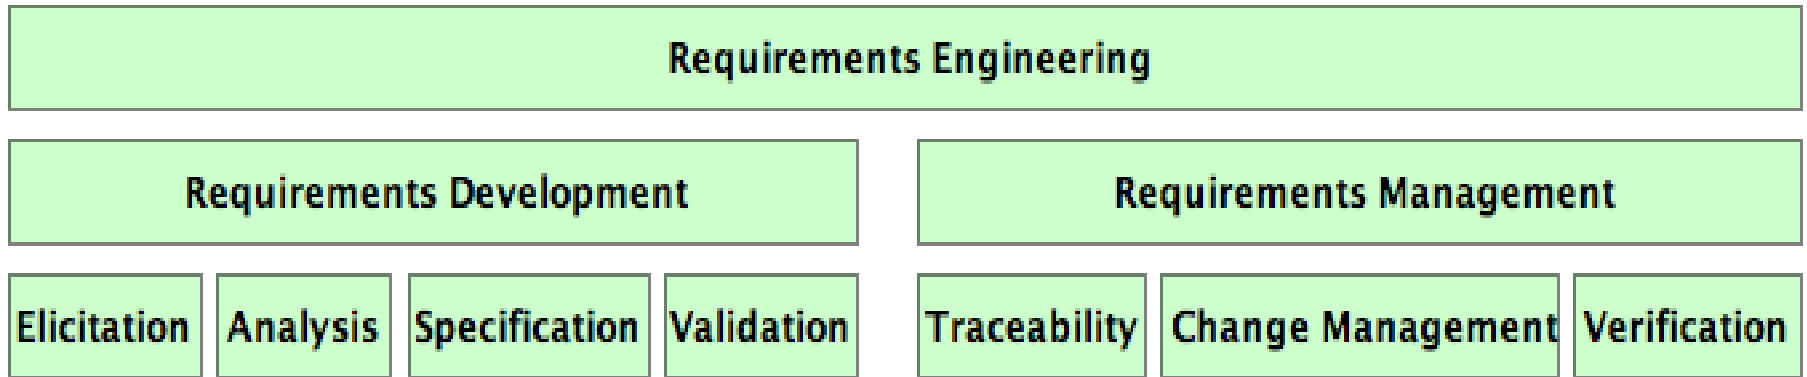 Requirements Engineering
Requirements Development
Requirements Management
Elicitation
Analysis
Specification
Validation
Traceability
Change Management
Verification